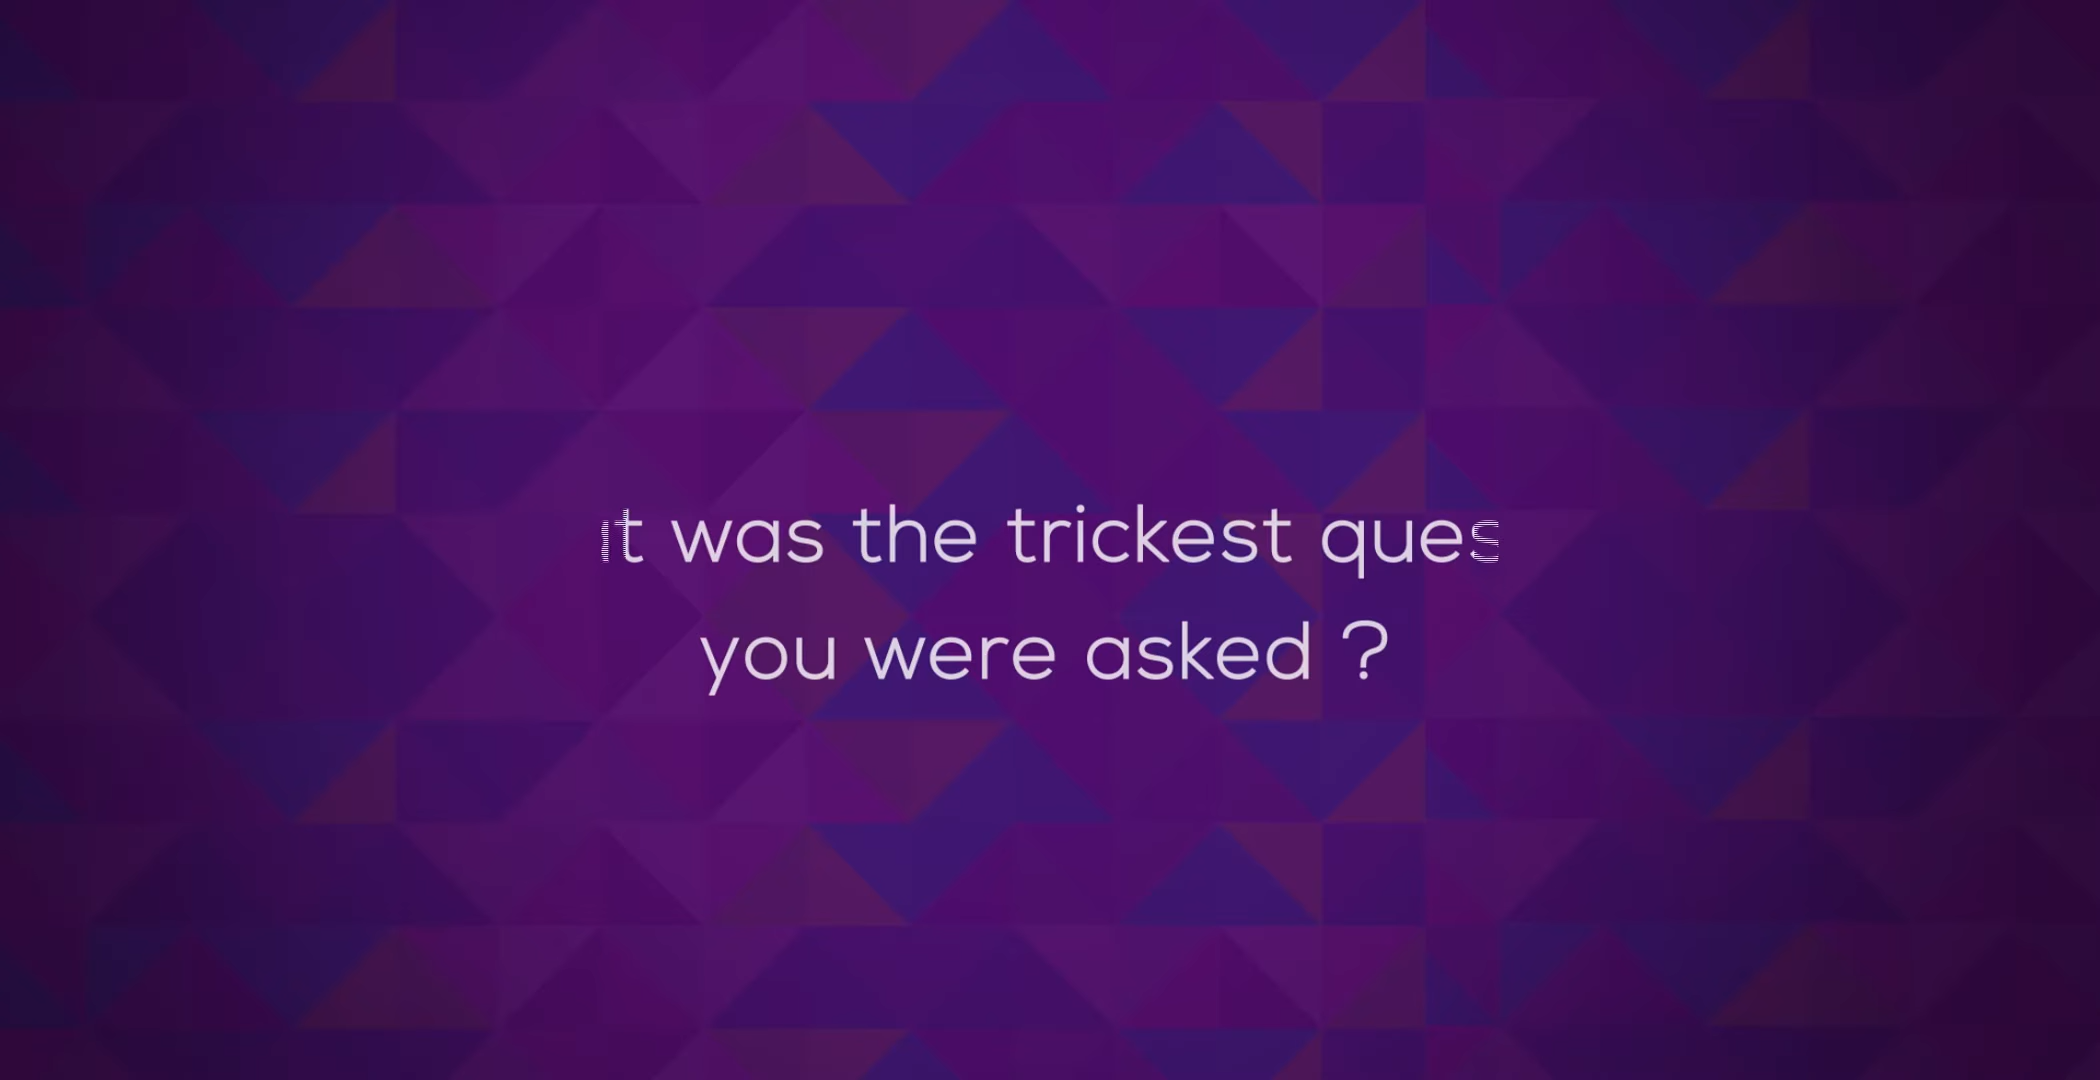 it was the trickest ques
you were asked ?